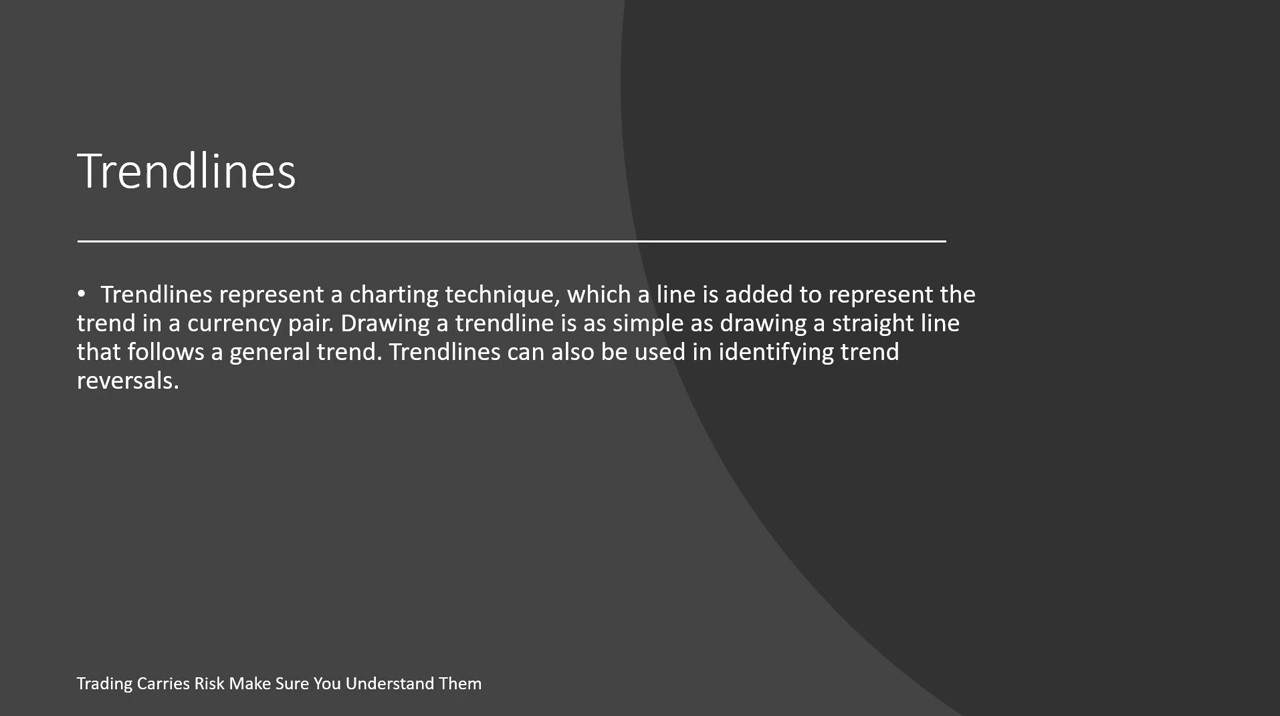 Trendlines
• Trendlines represent a charting technique, which a line is added to represent the
trend in a currency pair. Drawing a trendline is as simple as drawing a straight line
that follows a general trend. Trendlines can also be used in identifying trend
reversals.
Trading Carries Risk Make Sure You Understand Them